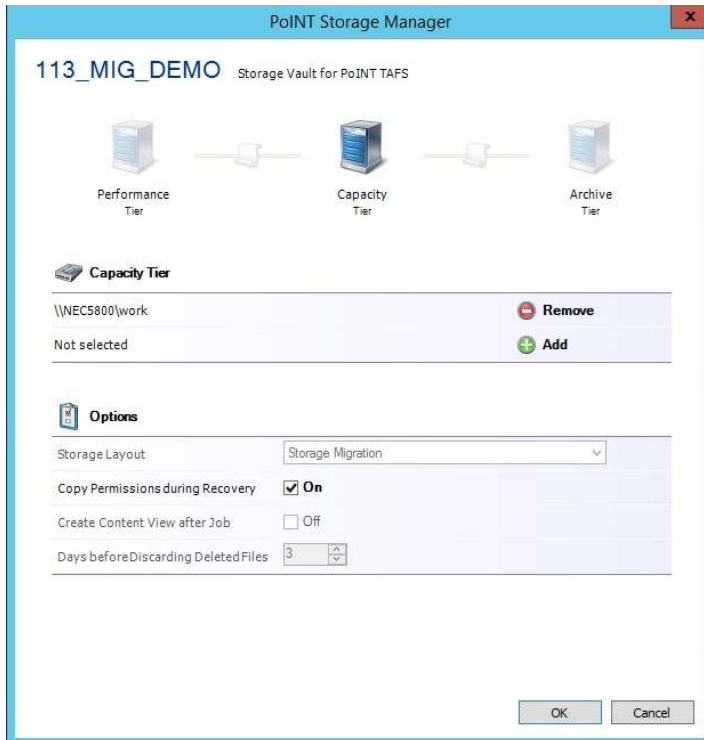 PoINT Storage Manager
x
113_MIG_DEMO Storage Vault for PoINT TAFS
Performance
Tier
Capacity
Tier
Archive
Tier
Capacity Tier
\\NEC5800\work Remove
Not selected Add
Options
Storage Layout Storage Migration
Copy Permissions during Recovery On
Create Content View after Job Off
Days before Discarding Deleted Files 3
OK Cancel